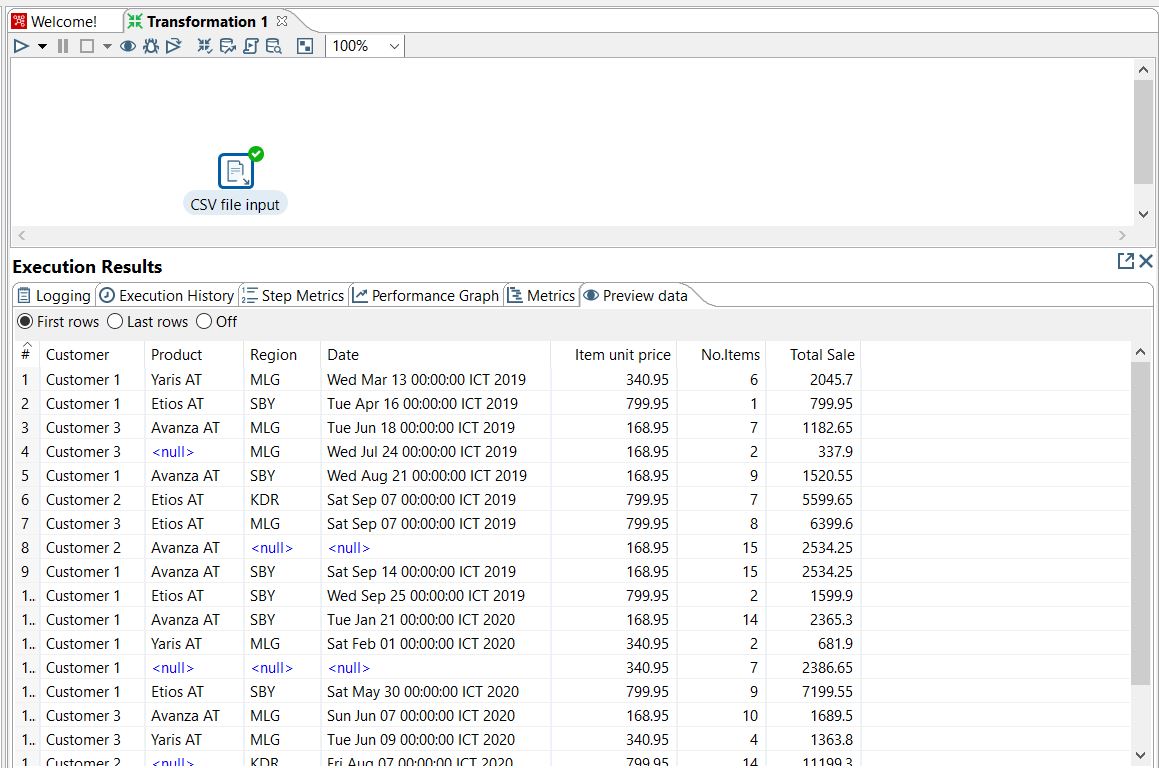 Welcome! Transformation 1
100%
CSV file input
Execution Results
Logging Execution History Step Metrics Performance Graph Metrics Preview data
First rows Last rows Off
# Customer Product Region Date Item unit price No.Items Total Sale
1 Customer 1 Yaris AT MLG Wed Mar 13 00:00:00 ICT 2019 340.95 6 2045.7
2 Customer 1 Etios AT SBY Tue Apr 16 00:00:00 ICT 2019 799.95 1 799.95
3 Customer 3 Avanza AT MLG Tue Jun 18 00:00:00 ICT 2019 168.95 7 1182.65
4 Customer 3 <null> MLG Wed Jul 24 00:00:00 ICT 2019 168.95 2 337.9
5 Customer 1 Avanza AT SBY Wed Aug 21 00:00:00 ICT 2019 168.95 9 1520.55
6 Customer 2 Etios AT KDR Sat Sep 07 00:00:00 ICT 2019 799.95 7 5599.65
7 Customer 3 Etios AT MLG Sat Sep 07 00:00:00 ICT 2019 799.95 8 6399.6
8 Customer 2 Avanza AT <null> <null> 168.95 15 2534.25
9 Customer 1 Avanza AT SBY Sat Sep 14 00:00:00 ICT 2019 168.95 15 2534.25
1.. Customer 1 Etios AT SBY Wed Sep 25 00:00:00 ICT 2019 799.95 2 1599.9
1.. Customer 1 Avanza AT SBY Tue Jan 21 00:00:00 ICT 2020 168.95 14 2365.3
1.. Customer 1 Yaris AT MLG Sat Feb 01 00:00:00 ICT 2020 340.95 2 681.9
1.. Customer 1 <null> <null> <null> 340.95 7 2386.65
1.. Customer 1 Etios AT SBY Sat May 30 00:00:00 ICT 2020 799.95 9 7199.55
1.. Customer 3 Avanza AT MLG Sun Jun 07 00:00:00 ICT 2020 168.95 10 1689.5
1.. Customer 3 Yaris AT MLG Tue Jun 09 00:00:00 ICT 2020 340.95 4 1363.8
1.. Customer 2 <null> KDR Fri Aug 07 00:00:00 ICT 2020 799.95 14 11199.3